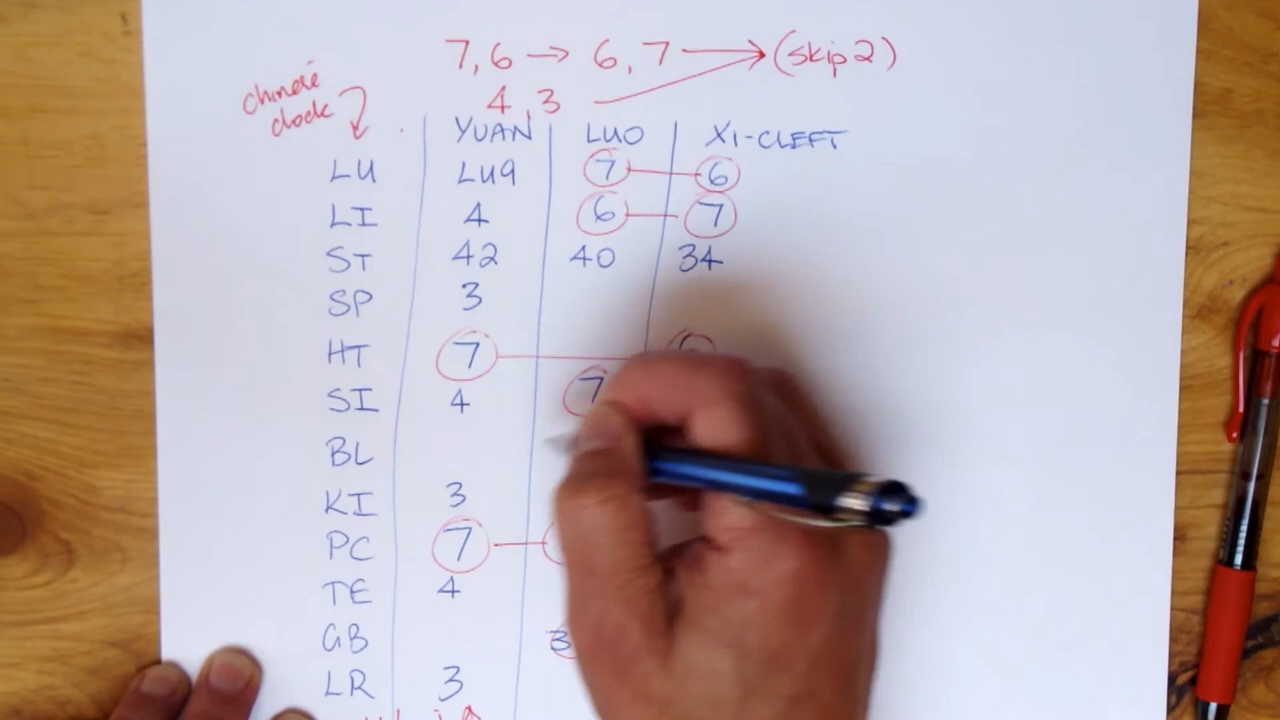 7,6 → 6,7 → (skip 2)
4,3
chinese clock
YUAN LUO XI-CLEFT
LU LU9 7 6
LI 4 6 7
ST 42 40 34
SP 3
HT 7
SI 4 7
BL
KI 3
PC 7
TE 4
GB 3
LR 3